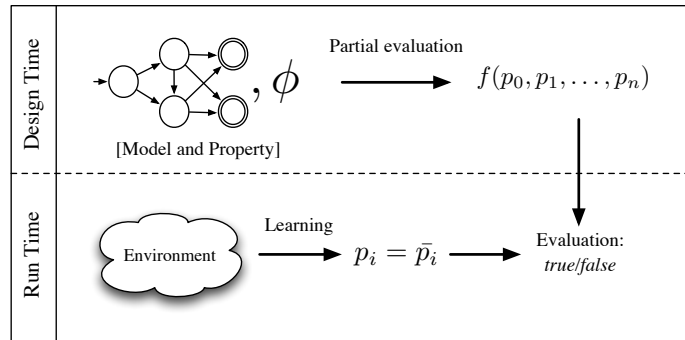 Design Time
Partial evaluation
, ϕ
f(p₀, p₁, . . . , pₙ)
[Model and Property]
Run Time
Environment
Learning
pᵢ = p̄ᵢ
Evaluation:
true/false